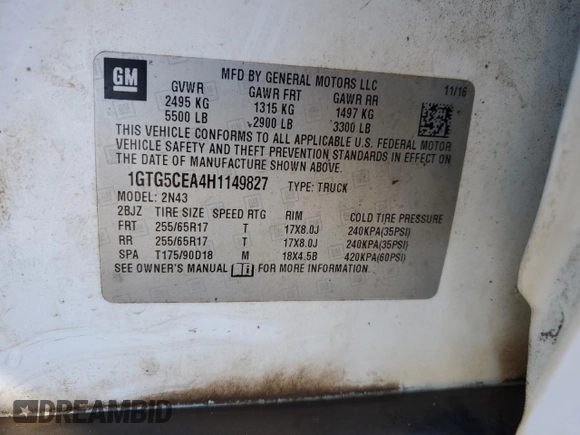 GM
MFD BY GENERAL MOTORS LLC
11/16
GVWR GAWR FRT GAWR RR
2495 KG 1315 KG 1497 KG
5500 LB 2900 LB 3300 LB
THIS VEHICLE CONFORMS TO ALL APPLICABLE U.S. FEDERAL MOTOR
VEHICLE SAFETY AND THEFT PREVENTION STANDARDS IN EFFECT ON
THE DATE OF MANUFACTURE SHOWN ABOVE.
1GTG5CEA4H1149827 TYPE: TRUCK
MODEL: 2N43
2BJZ TIRE SIZE SPEED RTG RIM COLD TIRE PRESSURE
FRT 255/65R17 T 17X8.0J 240KPA(35PSI)
RR 255/65R17 T 17X8.0J 240KPA(35PSI)
SPA T175/90D18 M 18X4.5B 420KPA(60PSI)
SEE OWNER'S MANUAL FOR MORE INFORMATION.
DREAMBID